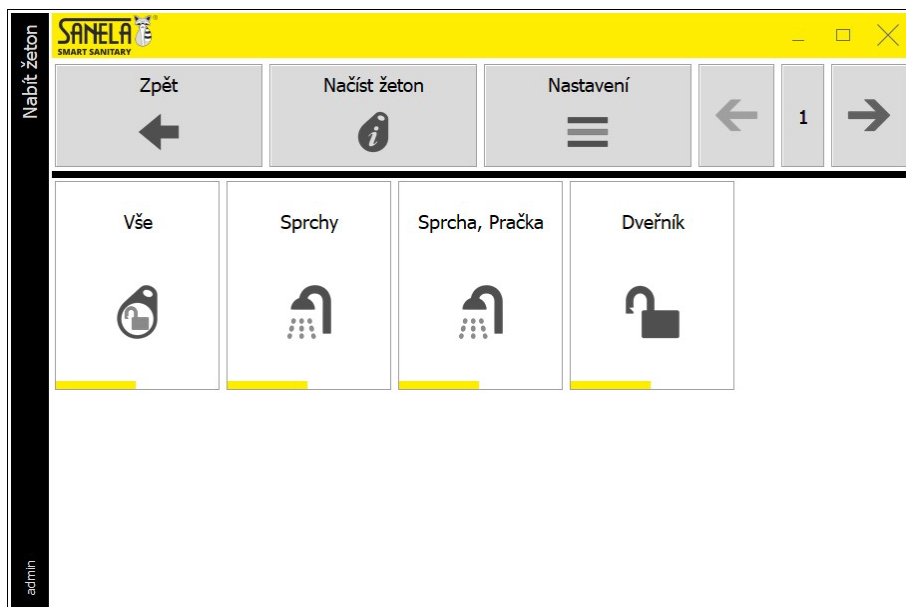 Nabít žeton
admin
SANELA
SMART SANITARY
Zpět
Načíst žeton
i
Nastavení
1
Vše
Sprchy
Sprcha, Pračka
Dveřník